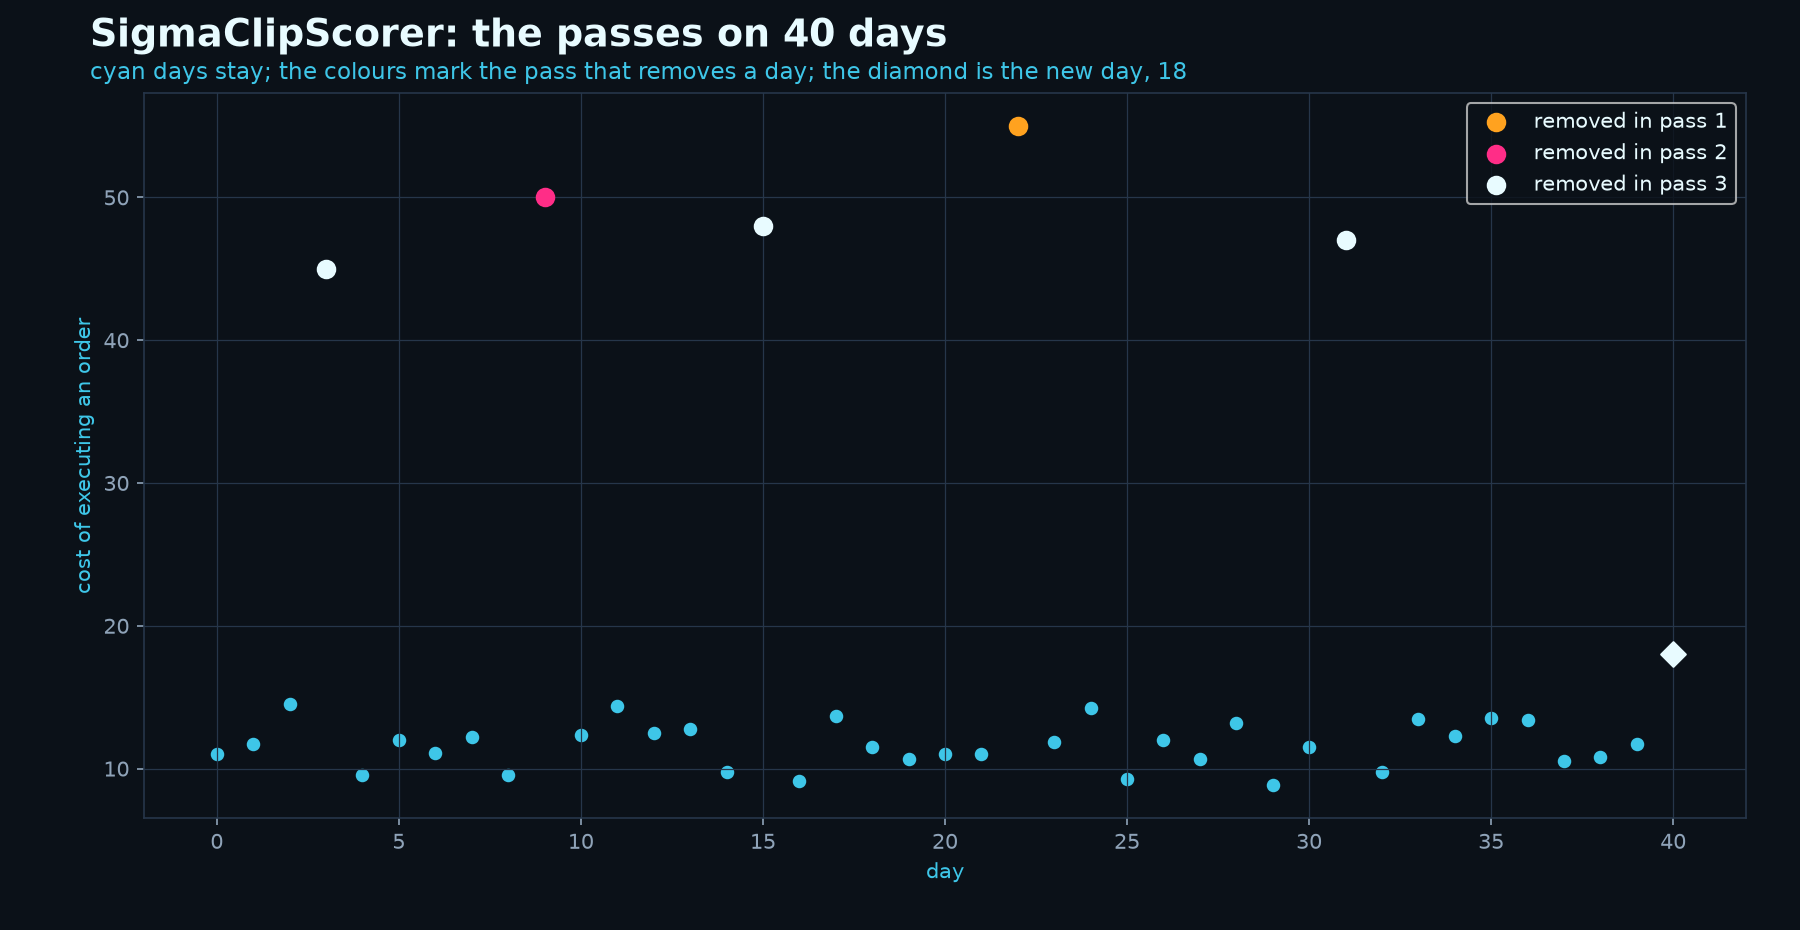 SigmaClipScorer: the passes on 40 days
cyan days stay; the colours mark the pass that removes a day; the diamond is the new day, 18
removed in pass 1
removed in pass 2
removed in pass 3
cost of executing an order
50
40
30
20
10
0 5 10 15 20 25 30 35 40
day